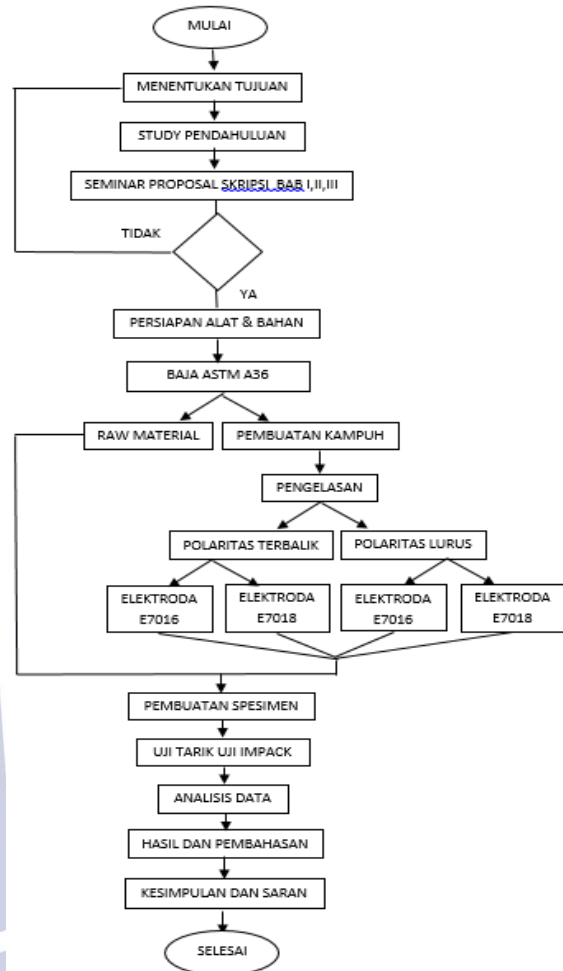 MULAI
MENENTUKAN TUJUAN
STUDY PENDAHULUAN
SEMINAR PROPOSAL SKRIPSI BAB I,II,III
TIDAK
YA
PERSIAPAN ALAT & BAHAN
BAJA ASTM A36
RAW MATERIAL
PEMBUATAN KAMPUH
PENGELASAN
POLARITAS TERBALIK
POLARITAS LURUS
ELEKTRODA
E7016
ELEKTRODA
E7018
ELEKTRODA
E7016
ELEKTRODA
E7018
PEMBUATAN SPESIMEN
UJI TARIK UJI IMPACK
ANALISIS DATA
HASIL DAN PEMBAHASAN
KESIMPULAN DAN SARAN
SELESAI